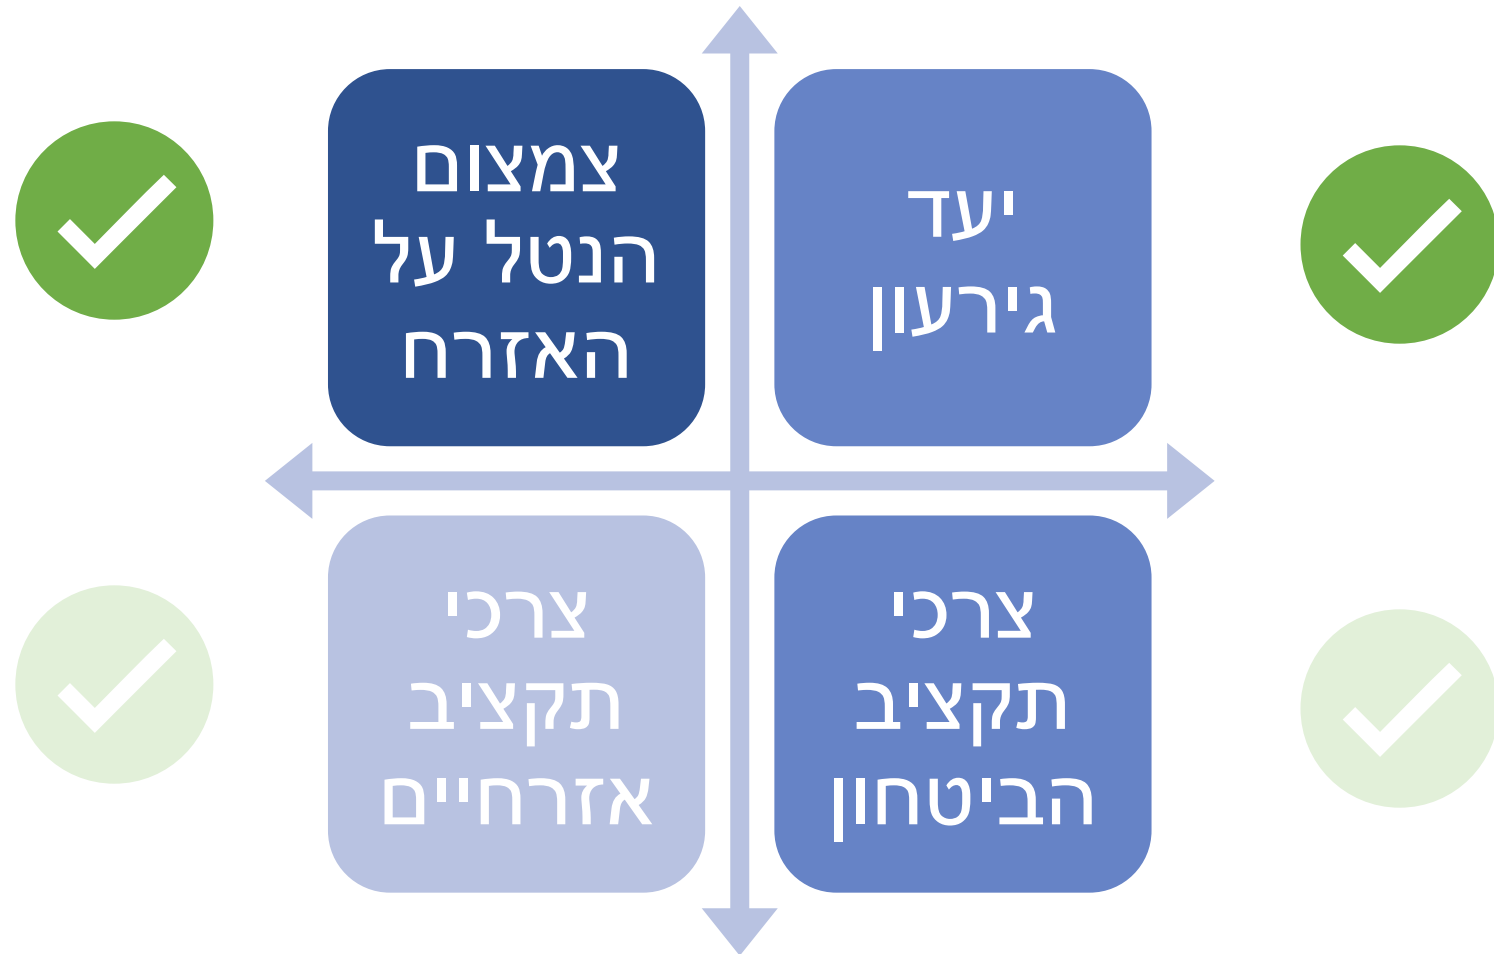 יעד
גירעון
צמצום
הנטל על
האזרח
צרכי
תקציב
הביטחון
צרכי
תקציב
אזרחיים